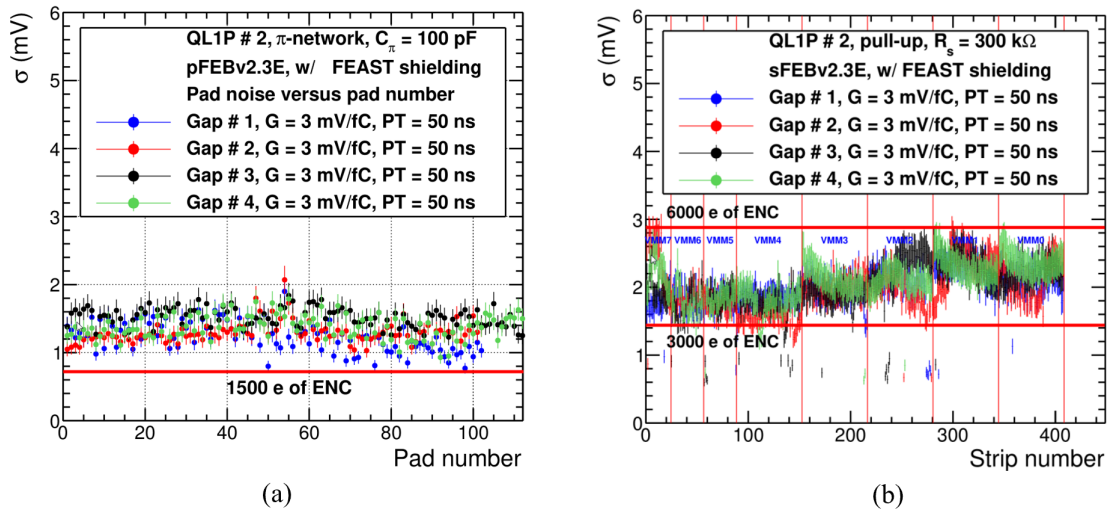 σ (mV)
6
5
4
3
2
1
0
QL1P # 2, π-network, Cπ = 100 pF
pFEBv2.3E, w/ FEAST shielding
Pad noise versus pad number
Gap # 1, G = 3 mV/fC, PT = 50 ns
Gap # 2, G = 3 mV/fC, PT = 50 ns
Gap # 3, G = 3 mV/fC, PT = 50 ns
Gap # 4, G = 3 mV/fC, PT = 50 ns
1500 e of ENC
0 20 40 60 80 100
Pad number
(a)
σ (mV)
6
5
4
3
2
1
0
QL1P # 2, pull-up, Rs = 300 kΩ
sFEBv2.3E, w/ FEAST shielding
Gap # 1, G = 3 mV/fC, PT = 50 ns
Gap # 2, G = 3 mV/fC, PT = 50 ns
Gap # 3, G = 3 mV/fC, PT = 50 ns
Gap # 4, G = 3 mV/fC, PT = 50 ns
6000 e of ENC
VMM7 VMM6 VMM5 VMM4 VMM3 VMM2 VMM1 VMM0
3000 e of ENC
0 100 200 300 400
Strip number
(b)